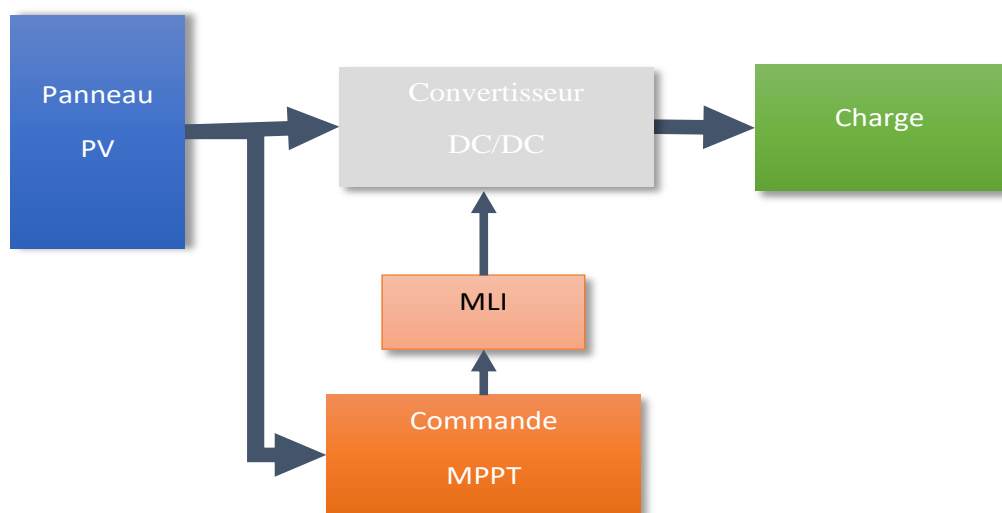 Panneau
PV
Convertisseur
DC/DC
Charge
MLI
Commande
MPPT